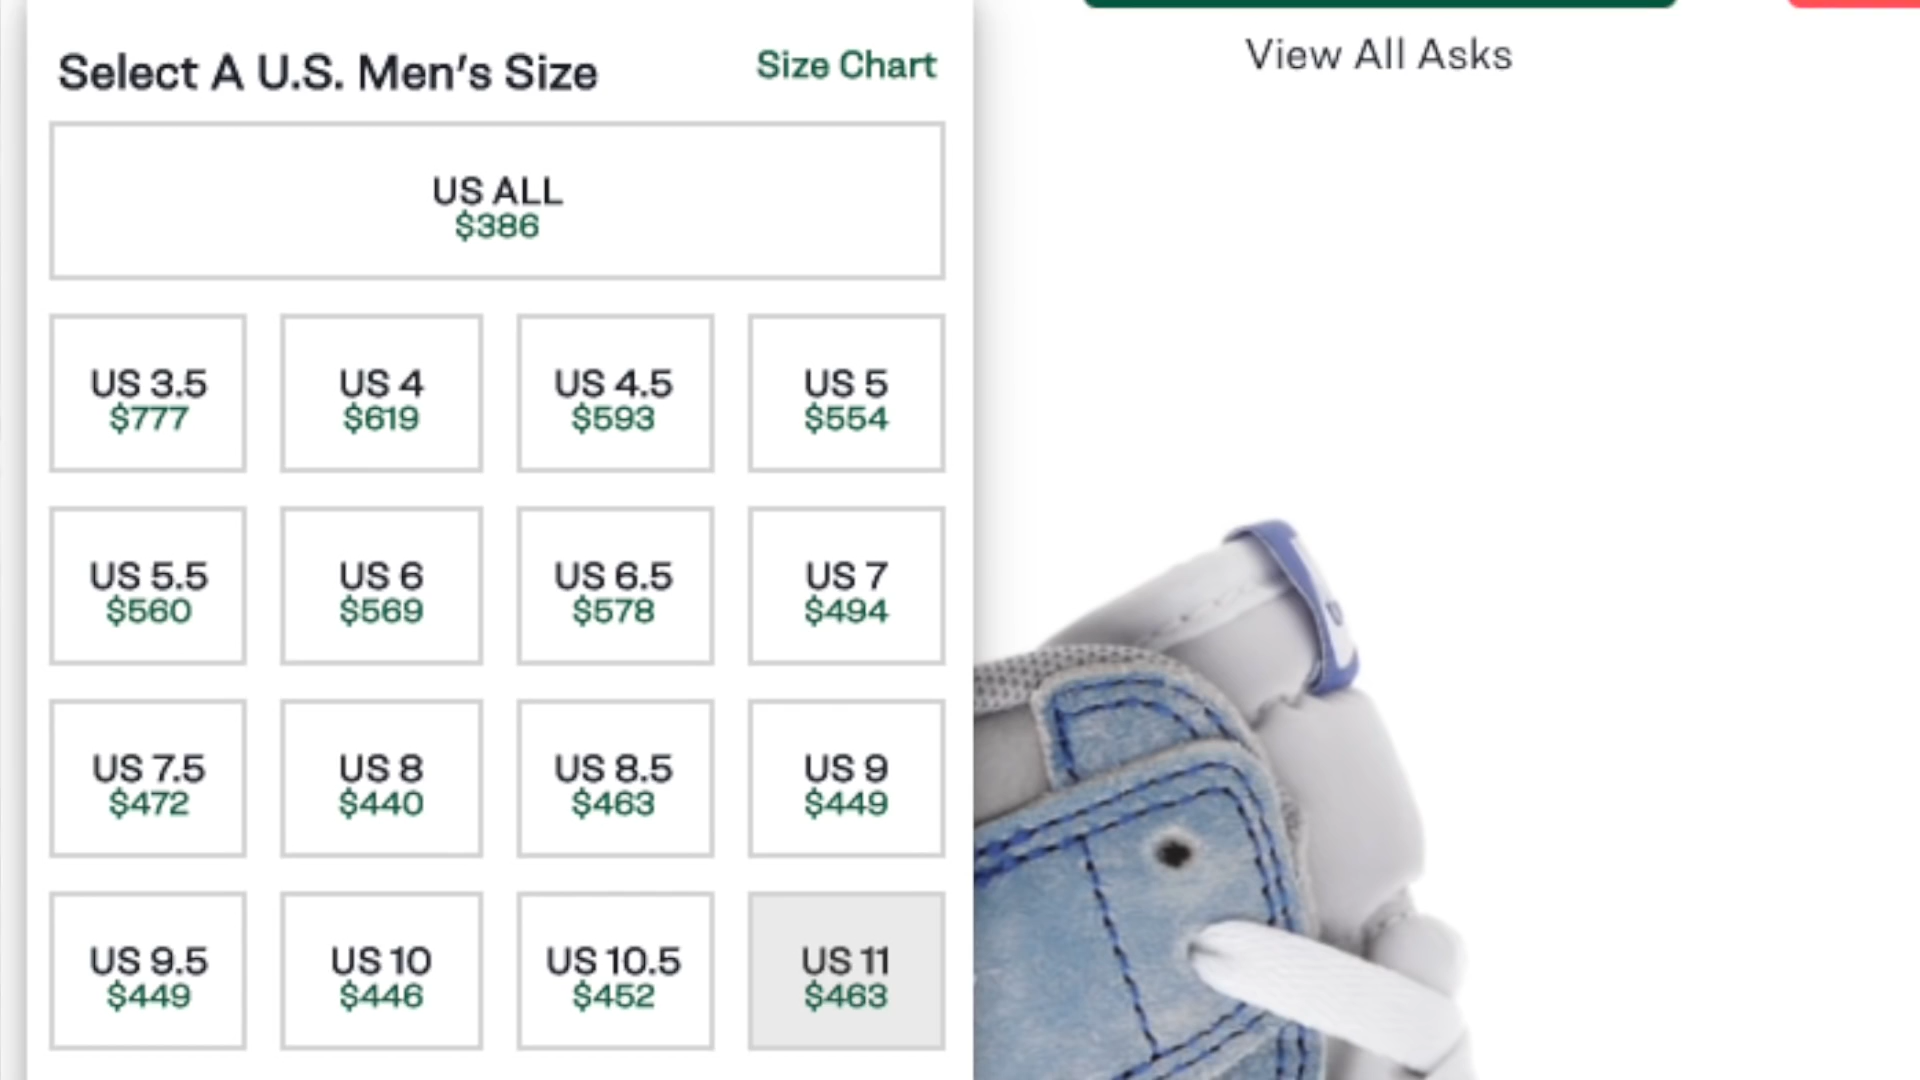 Select A U.S. Men's Size
Size Chart
View All Asks
US ALL
$386
US 3.5
$777
US 4
$619
US 4.5
$593
US 5
$554
US 5.5
$560
US 6
$569
US 6.5
$578
US 7
$494
US 7.5
$472
US 8
$440
US 8.5
$463
US 9
$449
US 9.5
$449
US 10
$446
US 10.5
$452
US 11
$463